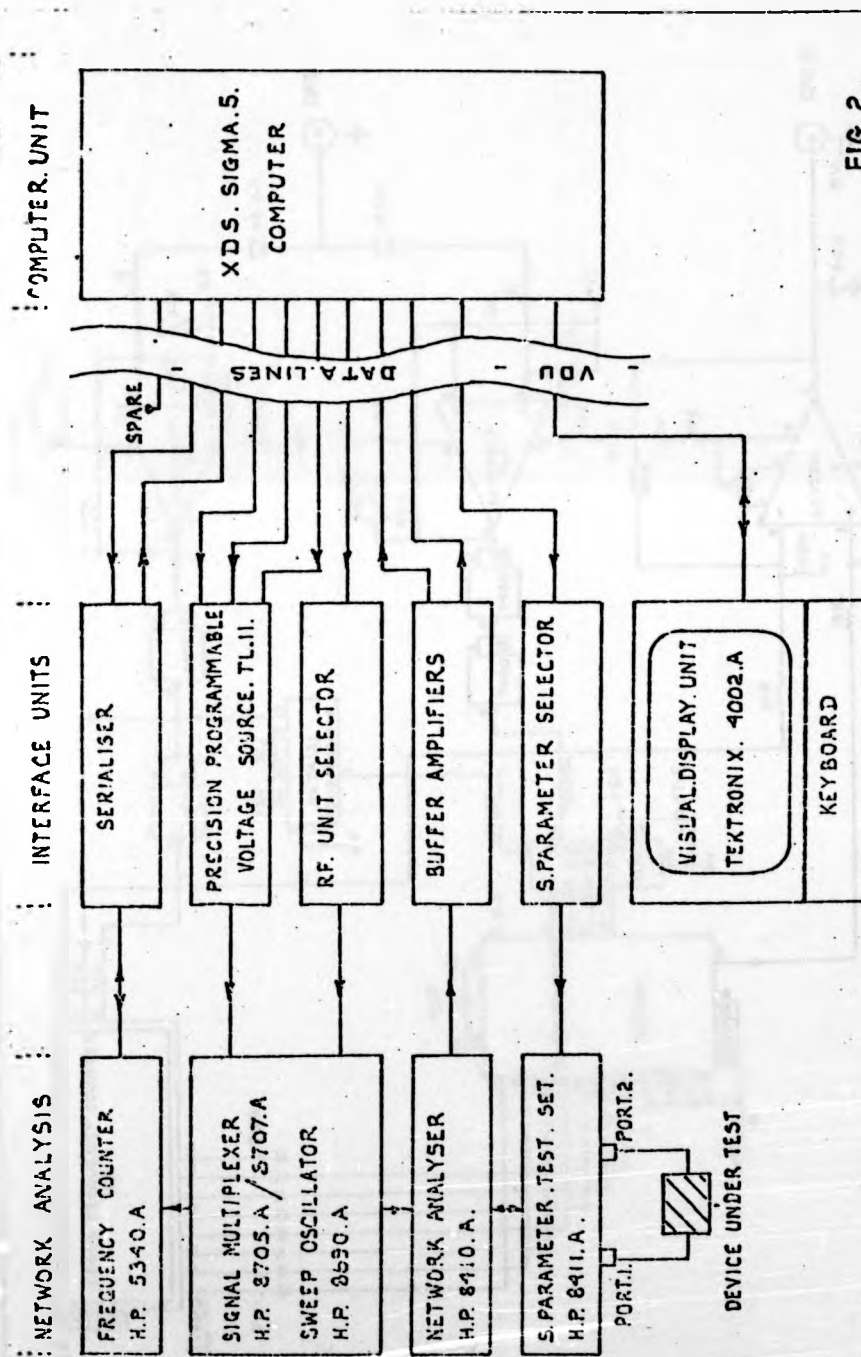 NETWORK ANALYSIS
INTERFACE UNITS
COMPUTER. UNIT
FREQUENCY COUNTER
H.P. 5340.A
SIGNAL MULTIPLEXER
H.P. 8705.A / 8707.A
SWEEP OSCILLATOR
H.P. 8690.A
NETWORK ANALYSER
H.P. 8410.A.
S.PARAMETER TEST SET.
H.P. 8411.A.
PORT.1.
PORT.2.
DEVICE UNDER TEST
SERIALISER
PRECISION PROGRAMMABLE
VOLTAGE SOURCE. TL.11.
RF. UNIT SELECTOR
BUFFER AMPLIFIERS
S.PARAMETER SELECTOR
VISUAL.DISPLAY. UNIT
TEKTRONIX. 4002.A
KEYBOARD
SPARE
- DATA.LINES -
VDU -
XDS. SIGMA.5.
COMPUTER
FIG 2